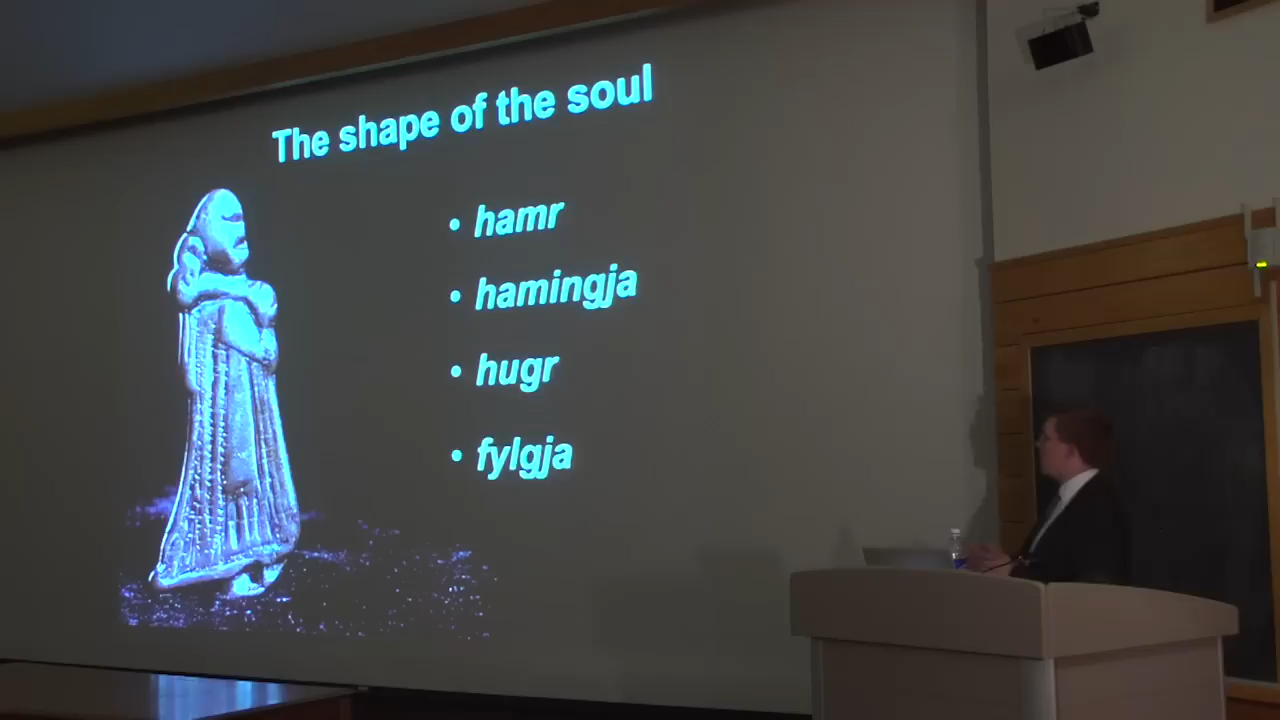 The shape of the soul
• hamr
• hamingja
• hugr
• fylgja